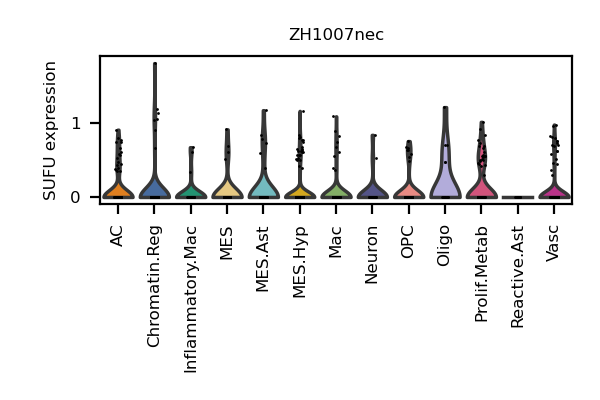 ZH1007nec
SUFU expression
1
0
AC
Chromatin.Reg
Inflammatory.Mac
MES
MES.Ast
MES.Hyp
Mac
Neuron
OPC
Oligo
Prolif.Metab
Reactive.Ast
Vasc